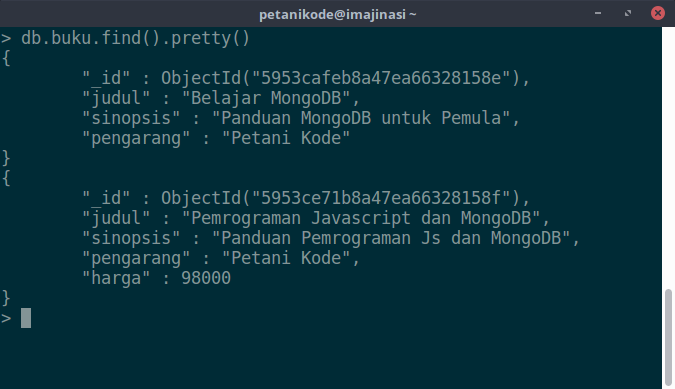 petanikode@imajinasi ~
> db.buku.find().pretty()
{
        "_id" : ObjectId("5953cafeb8a47ea66328158e"),
        "judul" : "Belajar MongoDB",
        "sinopsis" : "Panduan MongoDB untuk Pemula",
        "pengarang" : "Petani Kode"
}
{
        "_id" : ObjectId("5953ce71b8a47ea66328158f"),
        "judul" : "Pemrograman Javascript dan MongoDB",
        "sinopsis" : "Panduan Pemrograman Js dan MongoDB",
        "pengarang" : "Petani Kode",
        "harga" : 98000
}
>